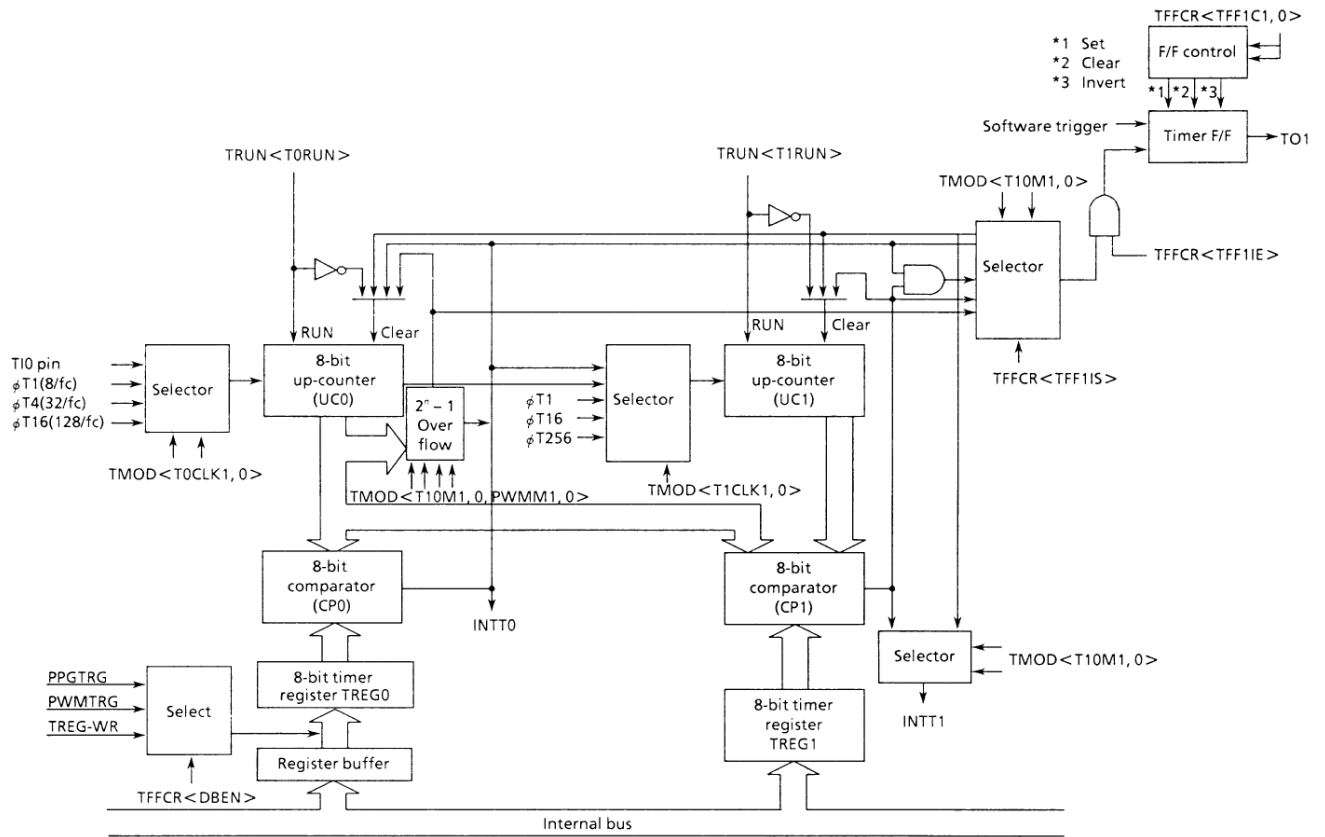 TFFCR<TFF1C1, 0>
*1 Set
*2 Clear
*3 Invert
F/F control
*1 *2 *3
Software trigger
Timer F/F
TO1
TRUN<T0RUN>
TRUN<T1RUN>
TMOD<T10M1, 0>
TFFCR<TFF1IE>
Selector
RUN
Clear
RUN
Clear
TI0 pin
ϕT1(8/fc)
ϕT4(32/fc)
ϕT16(128/fc)
Selector
8-bit
up-counter
(UC0)
2ⁿ – 1
Over
flow
ϕT1
ϕT16
ϕT256
Selector
8-bit
up-counter
(UC1)
TFFCR<TFF1IS>
TMOD<T0CLK1, 0>
TMOD<T10M1, 0, PWMM1, 0>
TMOD<T1CLK1, 0>
8-bit
comparator
(CP0)
INTT0
8-bit
comparator
(CP1)
Selector
TMOD<T10M1, 0>
INTT1
PPGTRG
PWMTRG
TREG-WR
Select
8-bit timer
register TREG0
8-bit timer
register
TREG1
Register buffer
TFFCR<DBEN>
Internal bus